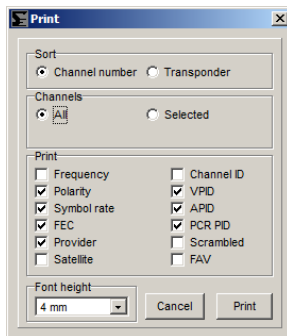 Print
Sort
Channel number Transponder
Channels
All Selected
Print
Frequency Channel ID
Polarity VPID
Symbol rate APID
FEC PCR PID
Provider Scrambled
Satellite FAV
Font height
4 mm Cancel Print